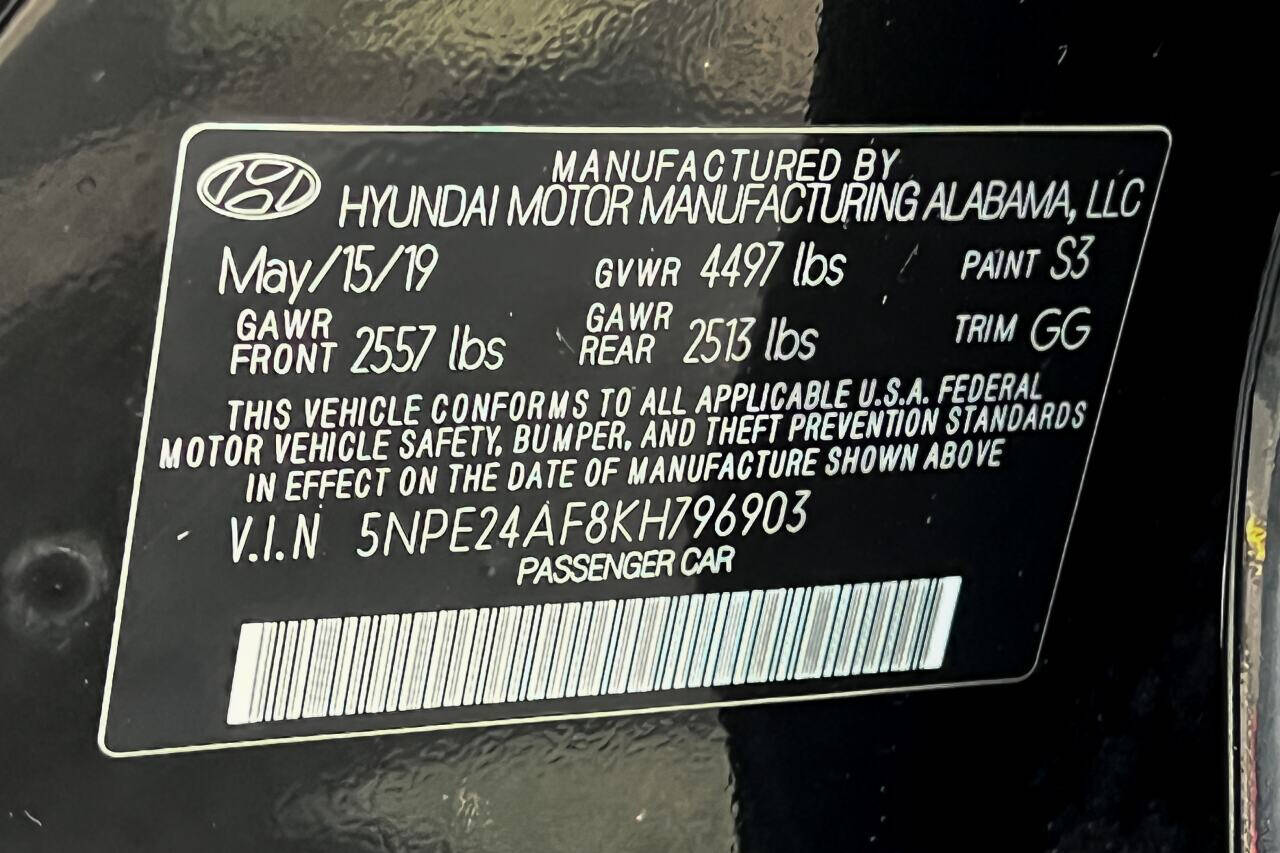 MANUFACTURED BY
HYUNDAI MOTOR MANUFACTURING ALABAMA, LLC
May/15/19 GVWR 4497 lbs PAINT S3
GAWR FRONT 2557 lbs GAWR REAR 2513 lbs TRIM GG
THIS VEHICLE CONFORMS TO ALL APPLICABLE U.S.A. FEDERAL
MOTOR VEHICLE SAFETY, BUMPER, AND THEFT PREVENTION STANDARDS
IN EFFECT ON THE DATE OF MANUFACTURE SHOWN ABOVE
V.I.N 5NPE24AF8KH796903
PASSENGER CAR